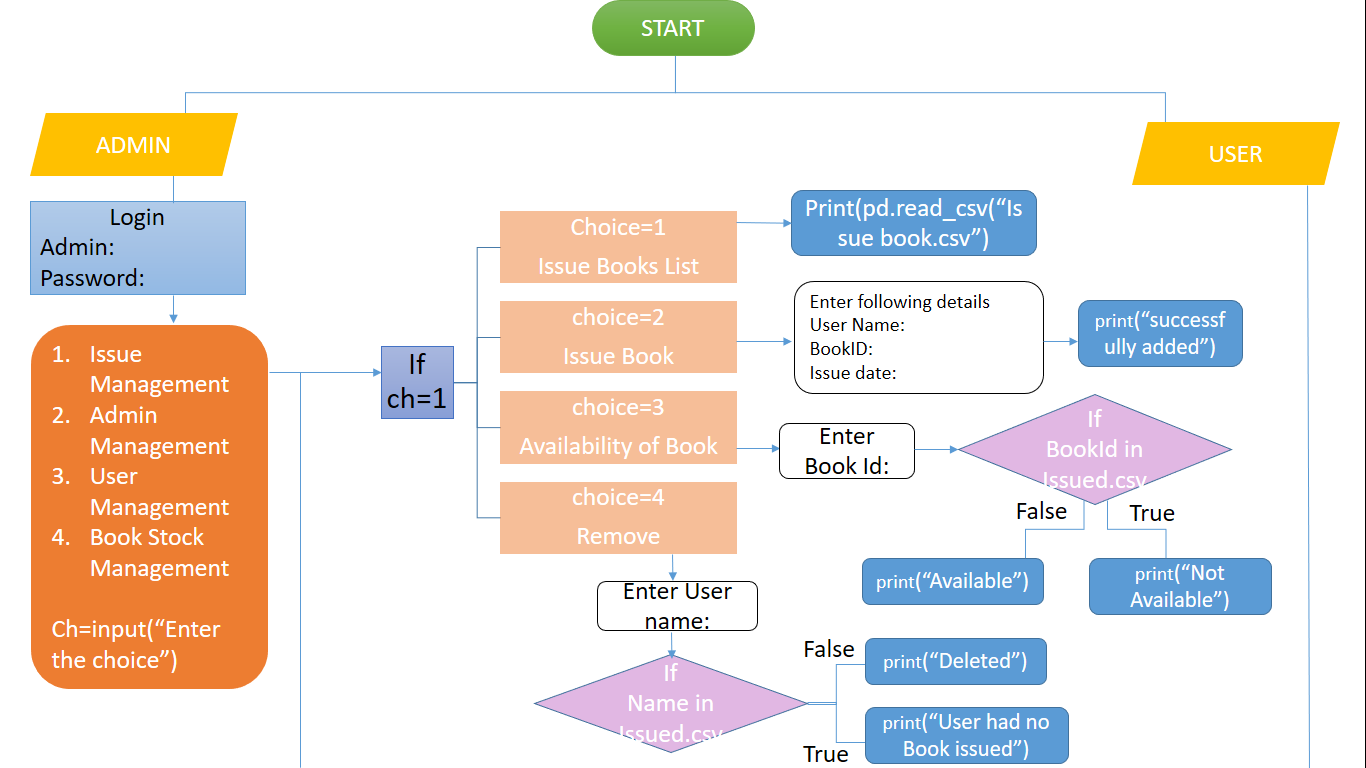 START
ADMIN
USER
Login
Admin:
Password:
1. Issue
Management
2. Admin
Management
3. User
Management
4. Book Stock
Management
Ch=input(“Enter
the choice”)
If
ch=1
Choice=1
Issue Books List
Print(pd.read_csv(“Is
sue book.csv”)
choice=2
Issue Book
Enter following details
User Name:
BookID:
Issue date:
print(“successf
ully added”)
choice=3
Availability of Book
Enter
Book Id:
If
BookId in
Issued.csv
False
True
print(“Available”)
print(“Not
Available”)
choice=4
Remove
Enter User
name:
If
Name in
Issued.csv
False
print(“Deleted”)
True
print(“User had no
Book issued”)